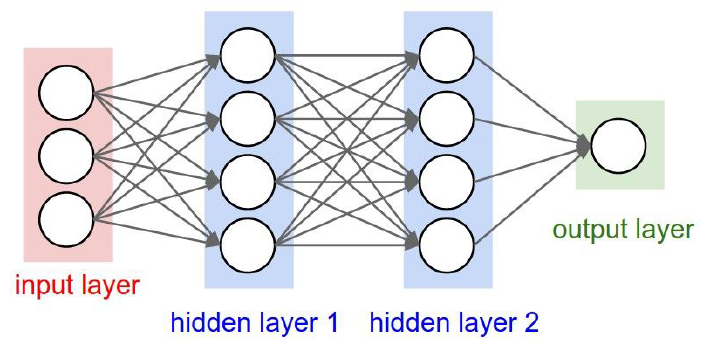 input layer
hidden layer 1
hidden layer 2
output layer